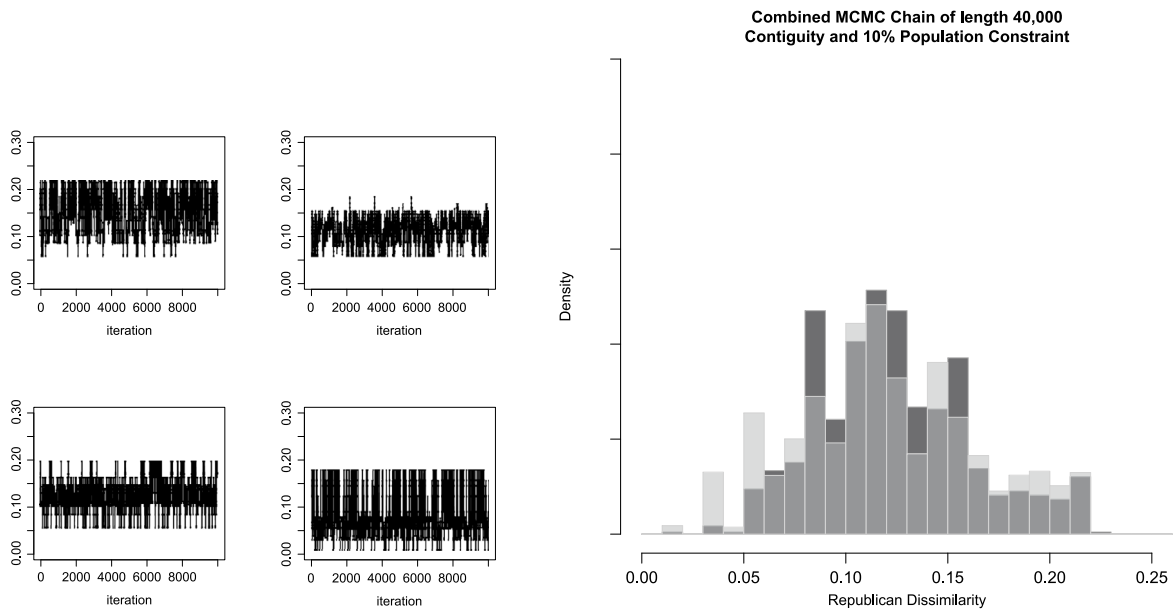 Combined MCMC Chain of length 40,000
Contiguity and 10% Population Constraint
0.00 0.10 0.20 0.30
0 2000 4000 6000 8000
iteration
0.00 0.10 0.20 0.30
0 2000 4000 6000 8000
iteration
0.00 0.10 0.20 0.30
0 2000 4000 6000 8000
iteration
0.00 0.10 0.20 0.30
0 2000 4000 6000 8000
iteration
Density
0.00 0.05 0.10 0.15 0.20 0.25
Republican Dissimilarity